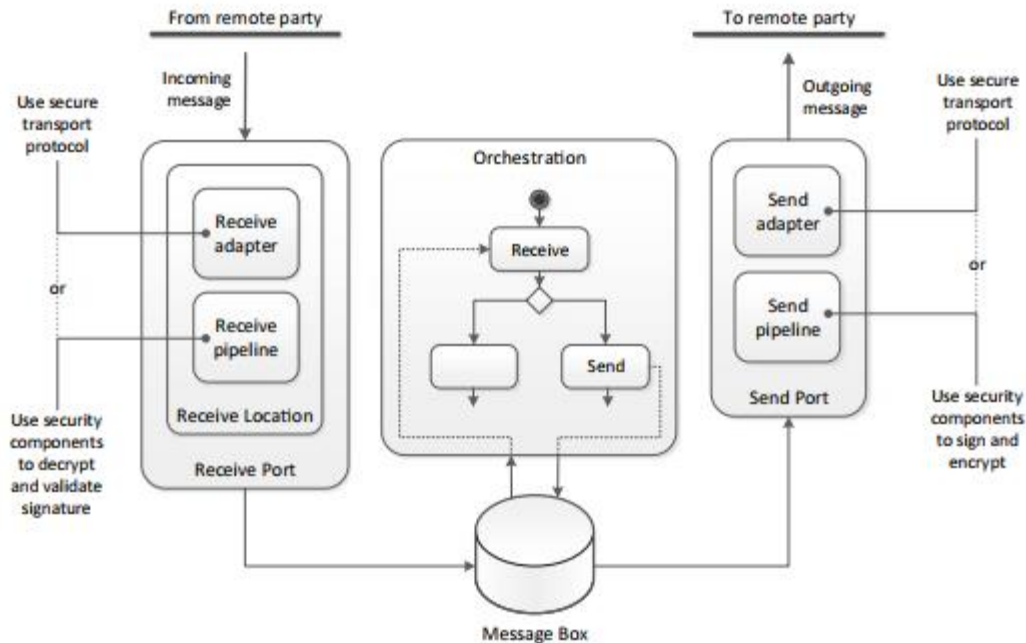 From remote party
To remote party
Incoming
message
Outgoing
message
Use secure
transport
protocol
Use secure
transport
protocol
Orchestration
Receive
adapter
Receive
Send
adapter
or
or
Receive
pipeline
Send
pipeline
Send
Receive Location
Send Port
Use security
components
to decrypt
and validate
signature
Use security
components
to sign and
encrypt
Receive Port
Message Box